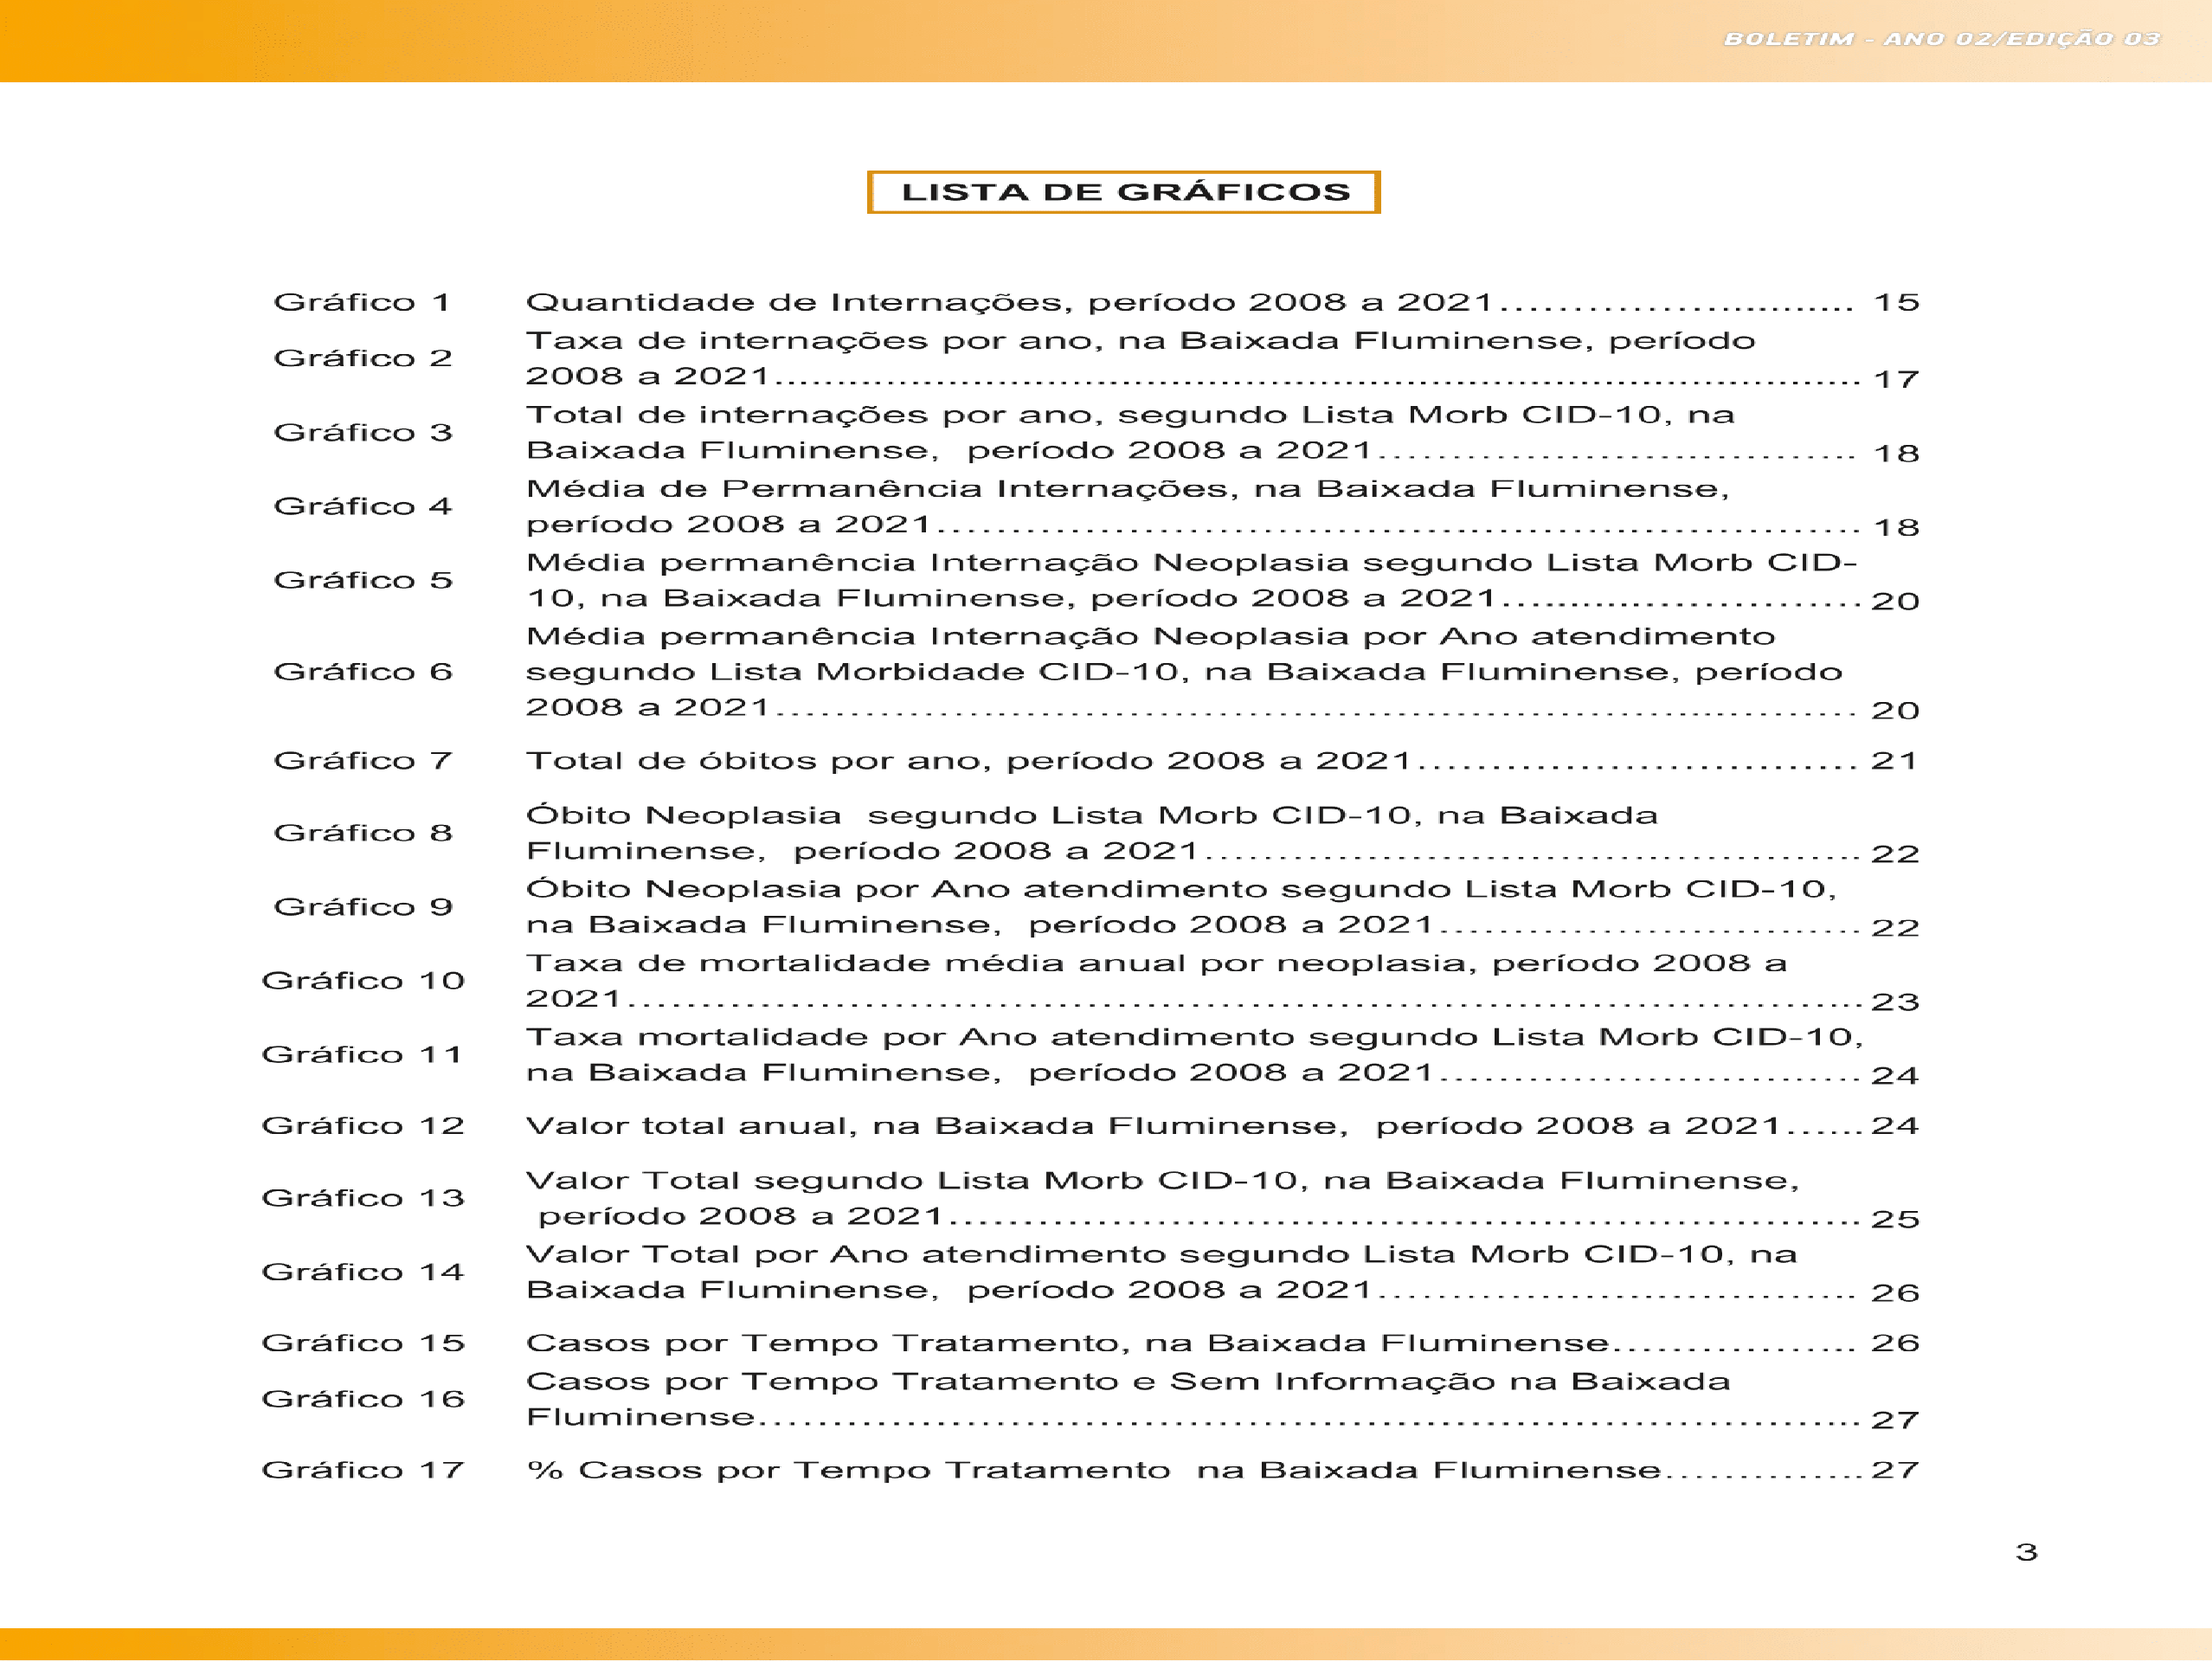 BOLETIM - ANO 02/EDIÇÃO 03
LISTA DE GRÁFICOS
Gráfico 1 Quantidade de Internações, período 2008 a 2021........................... 15
Gráfico 2 Taxa de internações por ano, na Baixada Fluminense, período
2008 a 2021........................................................................................ 17
Gráfico 3 Total de internações por ano, segundo Lista Morb CID-10, na
Baixada Fluminense, período 2008 a 2021................................ 18
Gráfico 4 Média de Permanência Internações, na Baixada Fluminense,
período 2008 a 2021.............................................................. 18
Gráfico 5 Média permanência Internação Neoplasia segundo Lista Morb CID-
10, na Baixada Fluminense, período 2008 a 2021........................... 20
Gráfico 6 Média permanência Internação Neoplasia por Ano atendimento
segundo Lista Morbidade CID-10, na Baixada Fluminense, período
2008 a 2021......................................................................... 20
Gráfico 7 Total de óbitos por ano, período 2008 a 2021.............................. 21
Gráfico 8 Óbito Neoplasia segundo Lista Morb CID-10, na Baixada
Fluminense, período 2008 a 2021............................................ 22
Gráfico 9 Óbito Neoplasia por Ano atendimento segundo Lista Morb CID-10,
na Baixada Fluminense, período 2008 a 2021............................ 22
Gráfico 10 Taxa de mortalidade média anual por neoplasia, período 2008 a
2021................................................................................... 23
Gráfico 11 Taxa mortalidade por Ano atendimento segundo Lista Morb CID-10,
na Baixada Fluminense, período 2008 a 2021............................ 24
Gráfico 12 Valor total anual, na Baixada Fluminense, período 2008 a 2021...... 24
Gráfico 13 Valor Total segundo Lista Morb CID-10, na Baixada Fluminense,
período 2008 a 2021............................................................. 25
Gráfico 14 Valor Total por Ano atendimento segundo Lista Morb CID-10, na
Baixada Fluminense, período 2008 a 2021................................ 26
Gráfico 15 Casos por Tempo Tratamento, na Baixada Fluminense................. 26
Gráfico 16 Casos por Tempo Tratamento e Sem Informação na Baixada
Fluminense.......................................................................... 27
Gráfico 17 % Casos por Tempo Tratamento na Baixada Fluminense.............. 27
3